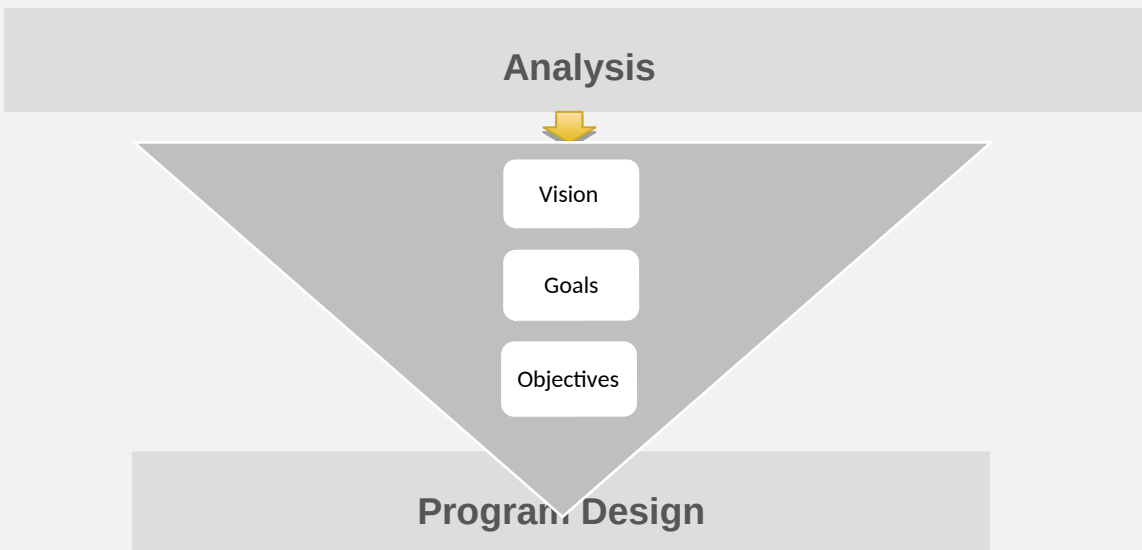 Analysis
Vision
Goals
Objectives
Program Design